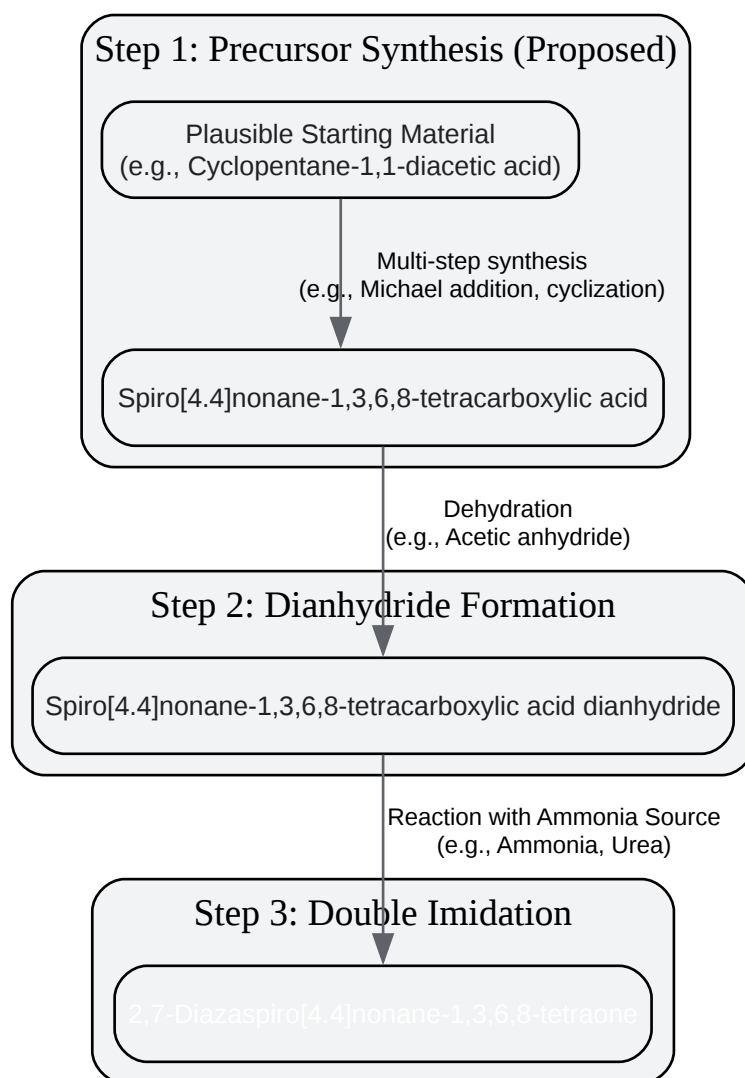 Step 1: Precursor Synthesis (Proposed)
Plausible Starting Material
(e.g., Cyclopentane-1,1-diacetic acid)
Multi-step synthesis
(e.g., Michael addition, cyclization)
Spiro[4.4]nonane-1,3,6,8-tetracarboxylic acid
Dehydration
(e.g., Acetic anhydride)
Step 2: Dianhydride Formation
Spiro[4.4]nonane-1,3,6,8-tetracarboxylic acid dianhydride
Reaction with Ammonia Source
(e.g., Ammonia, Urea)
Step 3: Double Imidation
2,7-Diazaspiro[4.4]nonane-1,3,6,8-tetraone